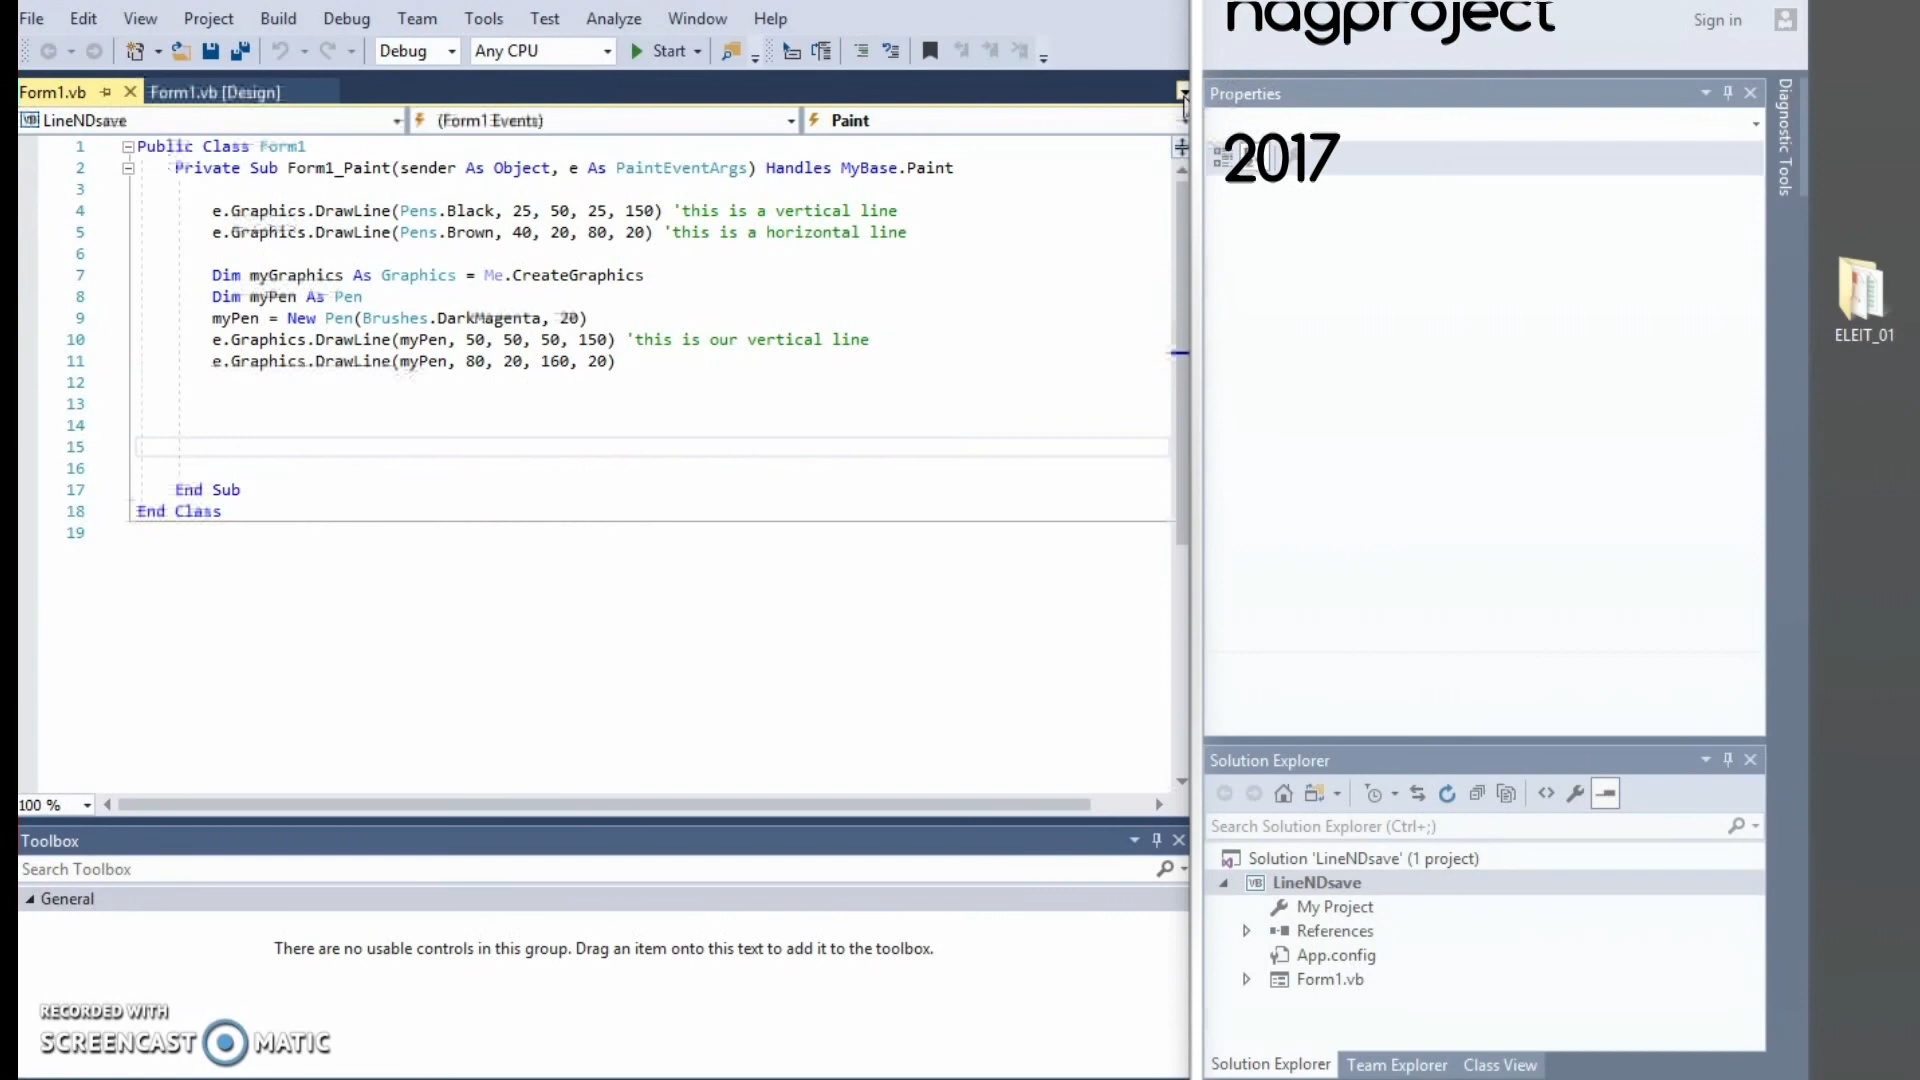 File Edit View Project Build Debug Team Tools Test Analyze Window Help
nagproject
Sign in
Debug Any CPU Start
Form1.vb Form1.vb [Design]
Properties
Diagnostic Tools
VB LineNDsave (Form1 Events) Paint
2017
1 Public Class Form1
2 Private Sub Form1_Paint(sender As Object, e As PaintEventArgs) Handles MyBase.Paint
3
4 e.Graphics.DrawLine(Pens.Black, 25, 50, 25, 150) 'this is a vertical line
5 e.Graphics.DrawLine(Pens.Brown, 40, 20, 80, 20) 'this is a horizontal line
6
7 Dim myGraphics As Graphics = Me.CreateGraphics
8 Dim myPen As Pen
9 myPen = New Pen(Brushes.DarkMagenta, 20)
10 e.Graphics.DrawLine(myPen, 50, 50, 50, 150) 'this is our vertical line
11 e.Graphics.DrawLine(myPen, 80, 20, 160, 20)
12
13
14
15
16
17 End Sub
18 End Class
19
ELEIT_01
100 %
Toolbox
Search Toolbox
General
There are no usable controls in this group. Drag an item onto this text to add it to the toolbox.
RECORDED WITH
SCREENCAST MATIC
Solution Explorer
Search Solution Explorer (Ctrl+;)
Solution 'LineNDsave' (1 project)
VB LineNDsave
My Project
References
App.config
Form1.vb
Solution Explorer Team Explorer Class View